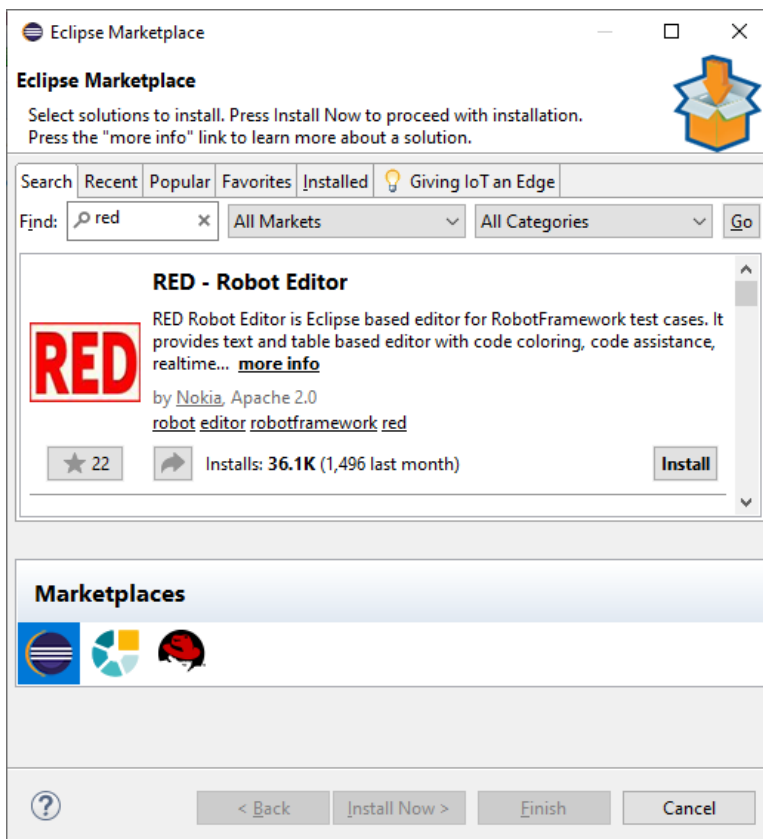 Eclipse Marketplace
Eclipse Marketplace
Select solutions to install. Press Install Now to proceed with installation.
Press the "more info" link to learn more about a solution.
Search Recent Popular Favorites Installed Giving IoT an Edge
Find: red All Markets All Categories Go
RED - Robot Editor
RED Robot Editor is Eclipse based editor for RobotFramework test cases. It
provides text and table based editor with code coloring, code assistance,
realtime... more info
RED
by Nokia, Apache 2.0
robot editor robotframework red
22 Installs: 36.1K (1,496 last month) Install
Marketplaces
? < Back Install Now > Finish Cancel